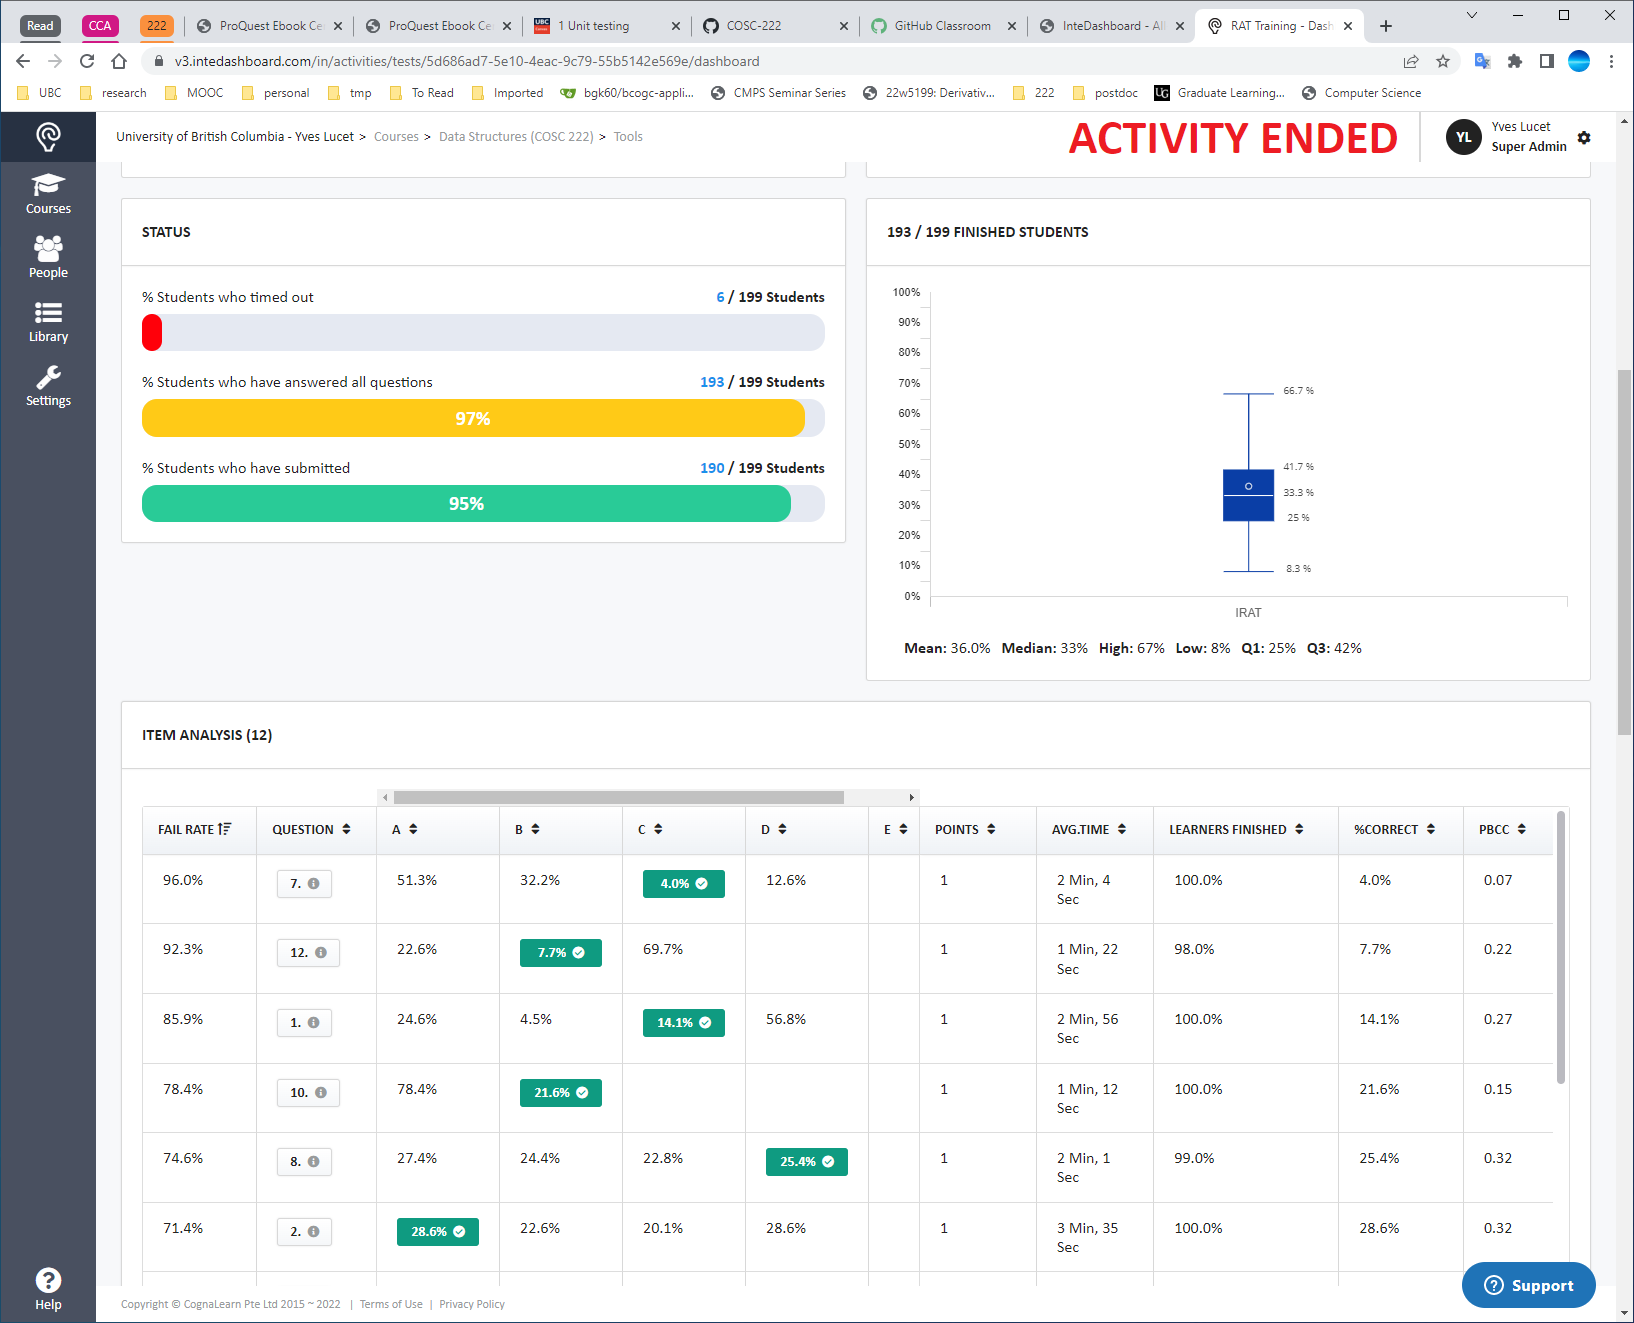 Read CCA 222 ProQuest Ebook Ce ProQuest Ebook Ce UBC 1 Unit testing COSC-222 GitHub Classroom InteDashboard - All RAT Training - Dash
v3.intedashboard.com/in/activities/tests/5d686ad7-5e10-4eac-9c79-55b5142e569e/dashboard
UBC research MOOC personal tmp To Read Imported bgk60/bcogc-appli... CMPS Seminar Series 22w5199: Derivativ... 222 postdoc UG Graduate Learning... Computer Science
University of British Columbia - Yves Lucet > Courses > Data Structures (COSC 222) > Tools
ACTIVITY ENDED
YL
Yves Lucet
Super Admin
Courses
People
Library
Settings
STATUS
% Students who timed out 6 / 199 Students
% Students who have answered all questions 193 / 199 Students
97%
% Students who have submitted 190 / 199 Students
95%
193 / 199 FINISHED STUDENTS
100%
90%
80%
70%
60%
50%
40%
30%
20%
10%
0%
66.7 %
41.7 %
33.3 %
25 %
8.3 %
IRAT
Mean: 36.0% Median: 33% High: 67% Low: 8% Q1: 25% Q3: 42%
ITEM ANALYSIS (12)
FAIL RATE QUESTION A B C D E POINTS AVG.TIME LEARNERS FINISHED %CORRECT PBCC
96.0% 7. 51.3% 32.2% 4.0% 12.6% 1 2 Min, 4 Sec 100.0% 4.0% 0.07
92.3% 12. 22.6% 7.7% 69.7% 1 1 Min, 22 Sec 98.0% 7.7% 0.22
85.9% 1. 24.6% 4.5% 14.1% 56.8% 1 2 Min, 56 Sec 100.0% 14.1% 0.27
78.4% 10. 78.4% 21.6% 1 1 Min, 12 Sec 100.0% 21.6% 0.15
74.6% 8. 27.4% 24.4% 22.8% 25.4% 1 2 Min, 1 Sec 99.0% 25.4% 0.32
71.4% 2. 28.6% 22.6% 20.1% 28.6% 1 3 Min, 35 Sec 100.0% 28.6% 0.32
Help
Support
Copyright © CognaLearn Pte Ltd 2015 ~ 2022 | Terms of Use | Privacy Policy